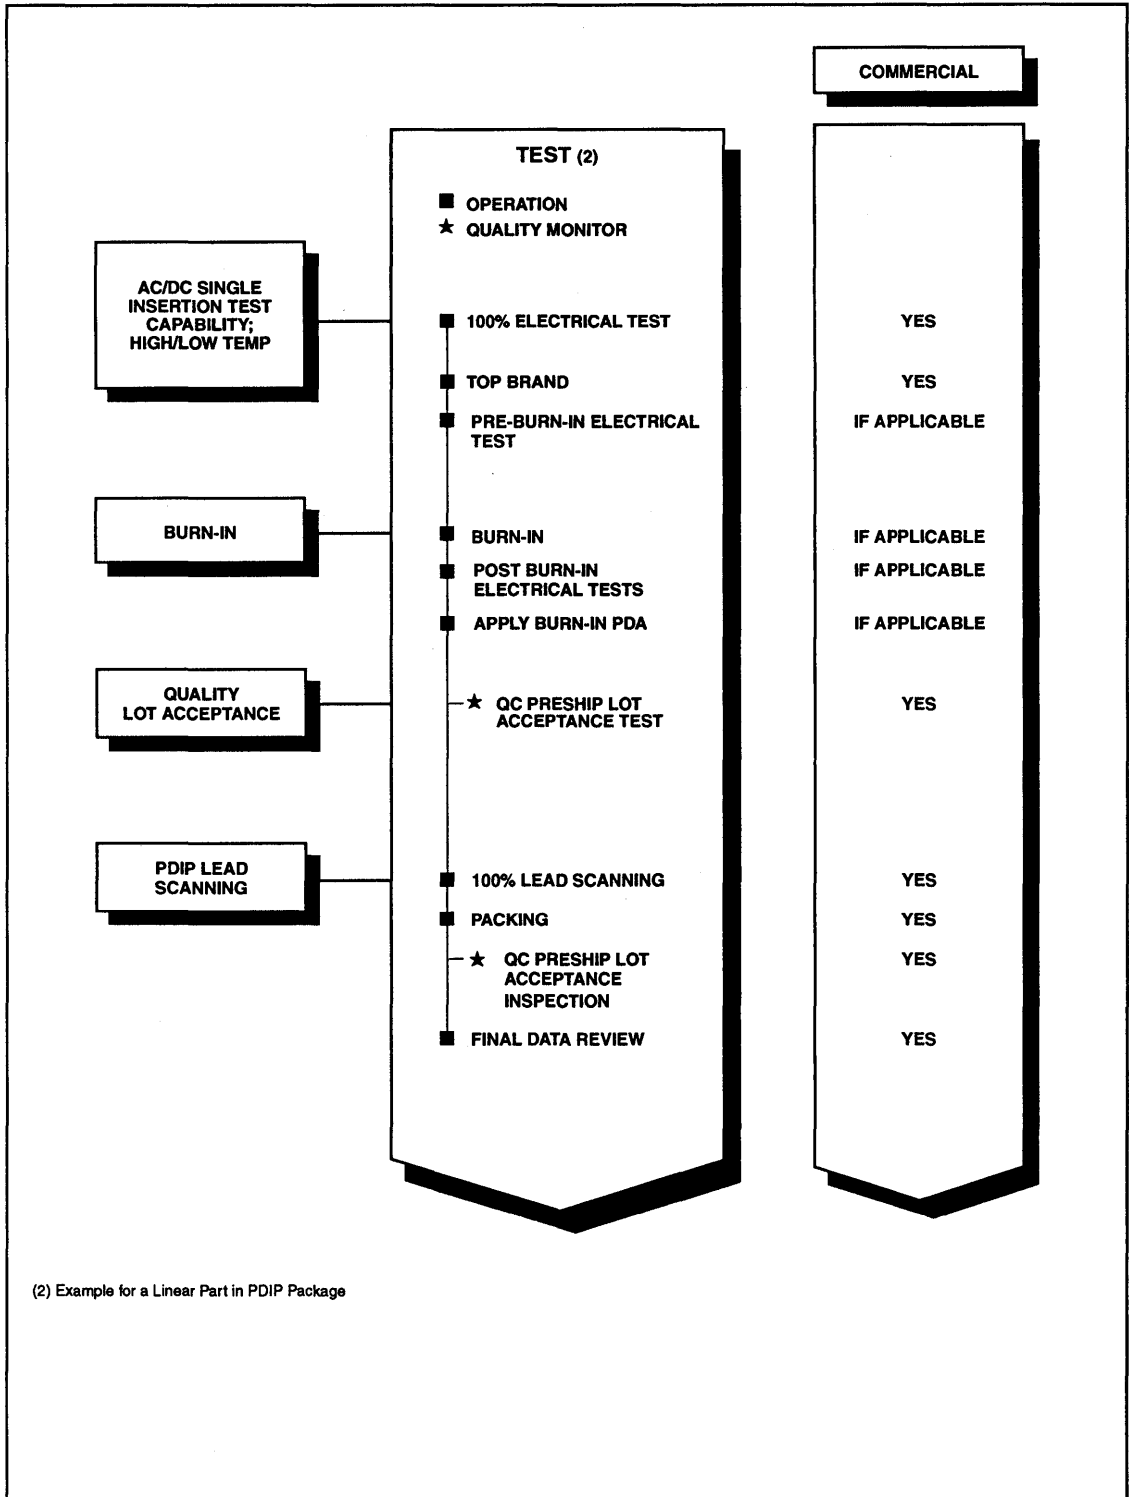 COMMERCIAL
TEST (2)
■ OPERATION
★ QUALITY MONITOR
AC/DC SINGLE
INSERTION TEST
CAPABILITY;
HIGH/LOW TEMP
100% ELECTRICAL TEST
YES
TOP BRAND
YES
PRE-BURN-IN ELECTRICAL
TEST
IF APPLICABLE
BURN-IN
BURN-IN
IF APPLICABLE
POST BURN-IN
ELECTRICAL TESTS
IF APPLICABLE
APPLY BURN-IN PDA
IF APPLICABLE
QUALITY
LOT ACCEPTANCE
★ QC PRESHIP LOT
ACCEPTANCE TEST
YES
PDIP LEAD
SCANNING
100% LEAD SCANNING
YES
PACKING
YES
★ QC PRESHIP LOT
ACCEPTANCE
INSPECTION
YES
FINAL DATA REVIEW
YES
(2) Example for a Linear Part in PDIP Package